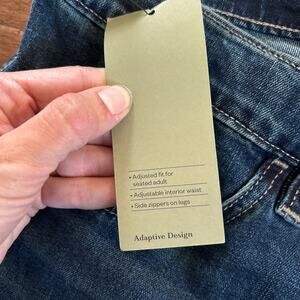 • Adjusted fit for
seated adult
• Adjustable interior waist
• Side zippers on legs
Adaptive Design